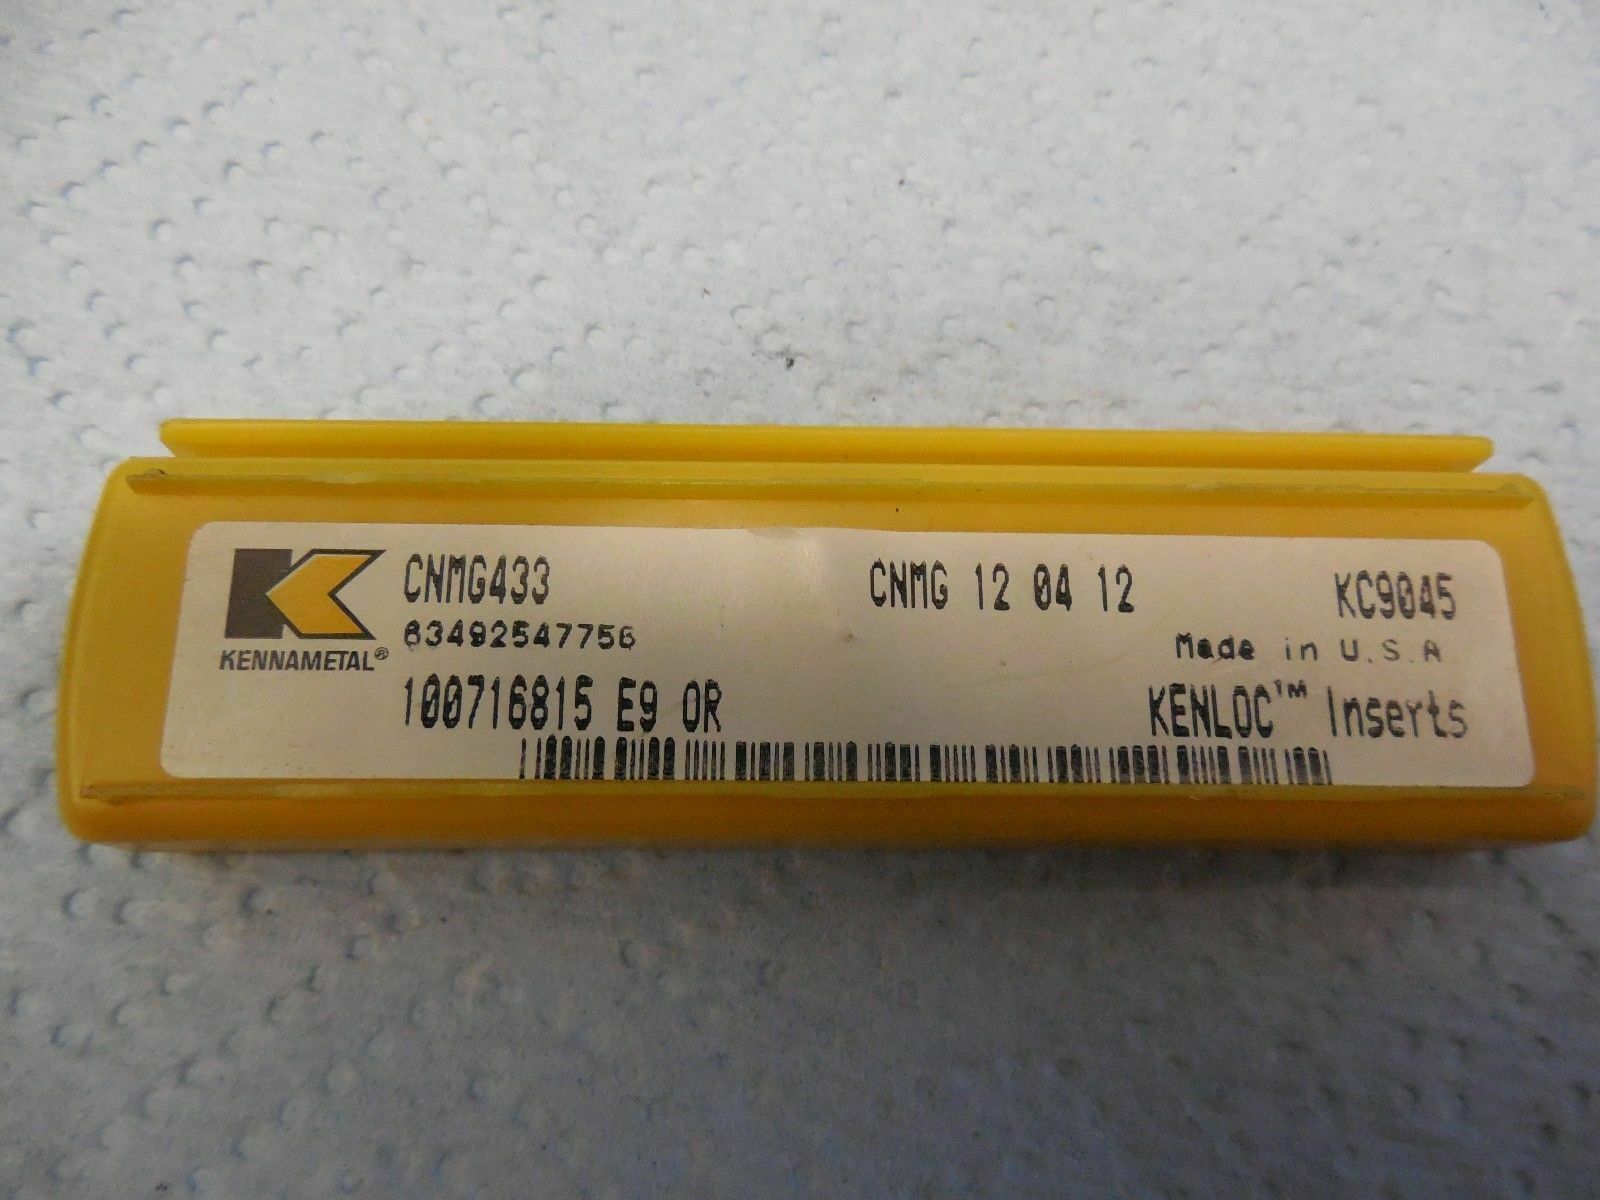 CNMG433 CNMG 12 04 12 KC9045
63492547756 Made in U.S.A
KENNAMETAL®
100716815 E9 OR KENLOC™ Inserts